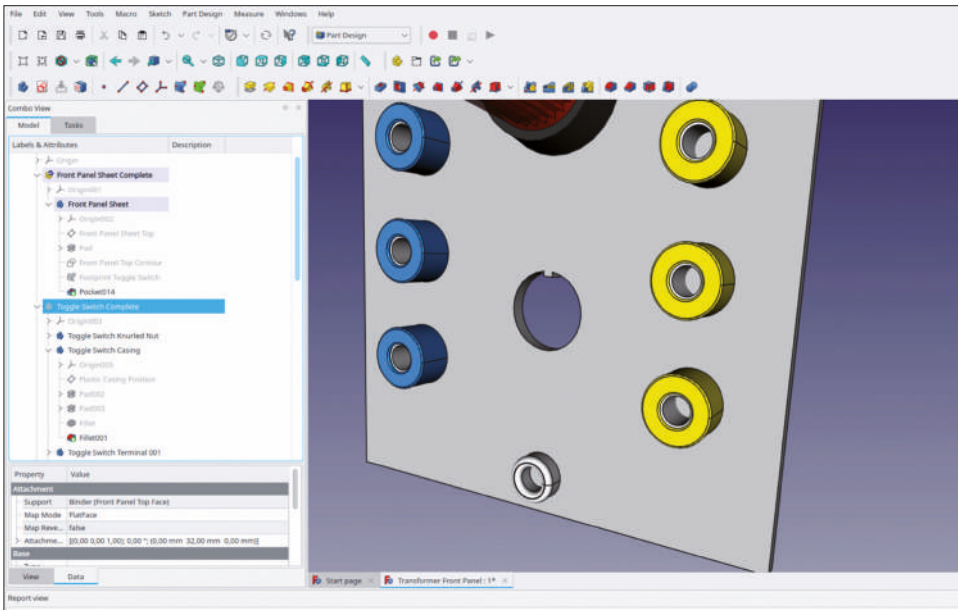 File Edit View Tools Macro Sketch Part Design Measure Windows Help
Part Design
Combo View
Model Tasks
Labels & Attributes Description
Origin
Front Panel Sheet Complete
Origin001
Front Panel Sheet
Origin002
Front Panel Sheet Top
Pad
Front Panel Top Contour
Footprint Toggle Switch
Pocket014
Toggle Switch Complete
Origin003
Toggle Switch Knurled Nut
Toggle Switch Casing
Origin005
Plastic Casing Position
Pad002
Pad003
Fillet
Fillet001
Toggle Switch Terminal 001
Property Value
Attachment
Support Binder (Front Panel Top Face)
Map Mode FlatFace
Map Reve... false
Attachme... [(0,00 0,00 1,00); 0,00 °; (0,00 mm 32,00 mm 0,00 mm)]
Base
View Data
Start page Transformer Front Panel : 1*
Report view